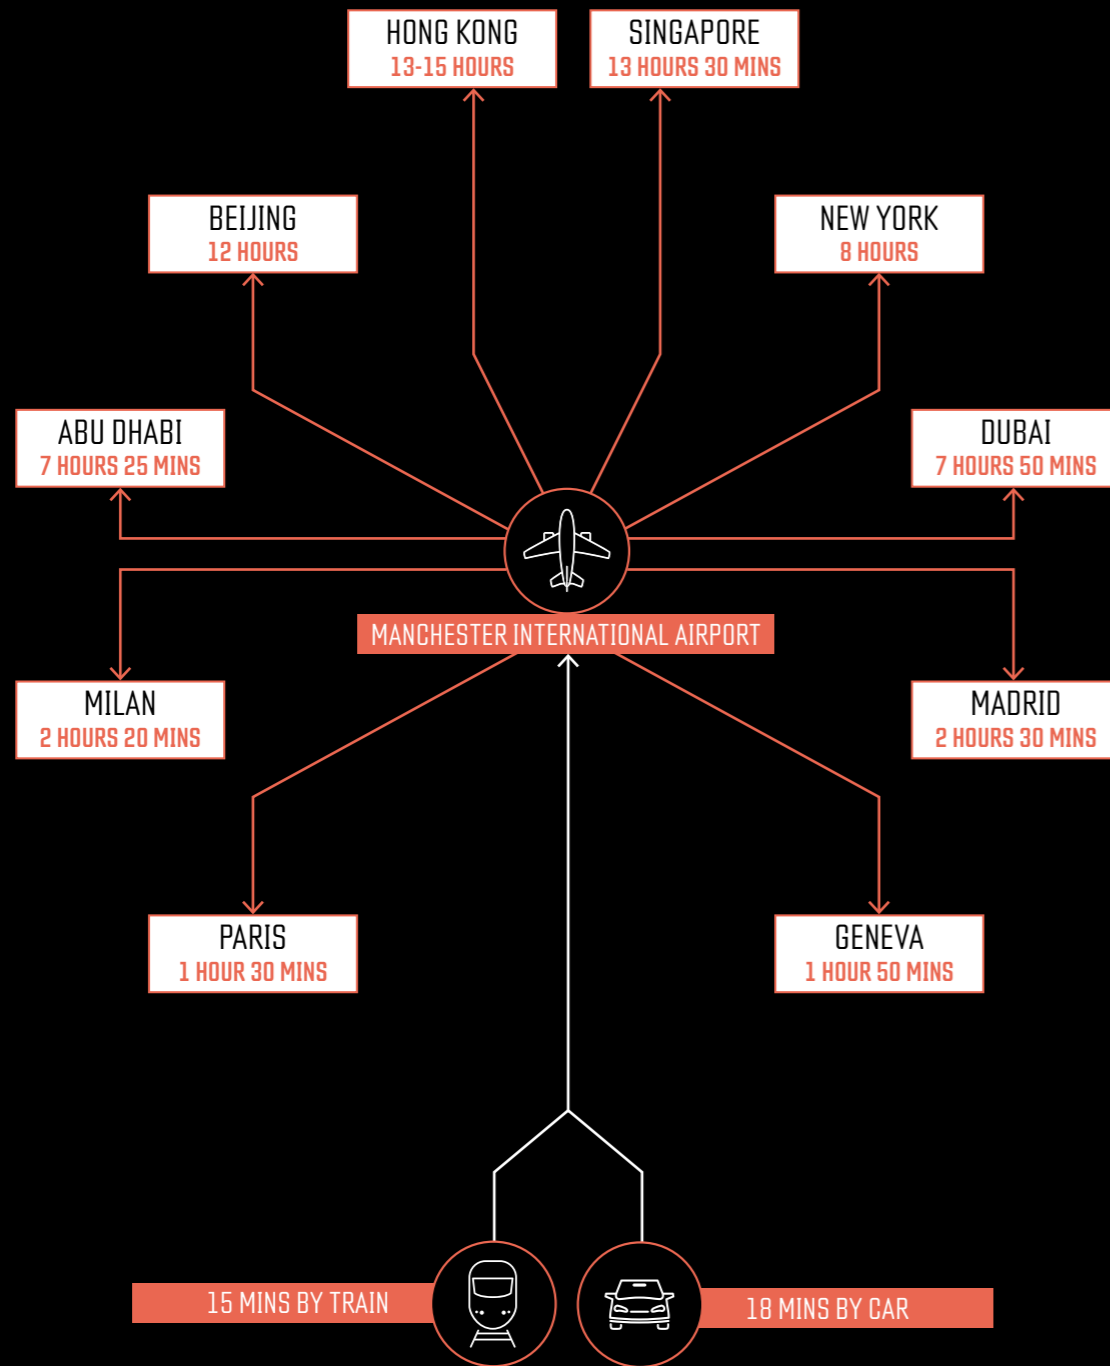 HONG KONG
13-15 HOURS
SINGAPORE
13 HOURS 30 MINS
BEIJING
12 HOURS
NEW YORK
8 HOURS
ABU DHABI
7 HOURS 25 MINS
DUBAI
7 HOURS 50 MINS
MANCHESTER INTERNATIONAL AIRPORT
MILAN
2 HOURS 20 MINS
MADRID
2 HOURS 30 MINS
PARIS
1 HOUR 30 MINS
GENEVA
1 HOUR 50 MINS
15 MINS BY TRAIN
18 MINS BY CAR